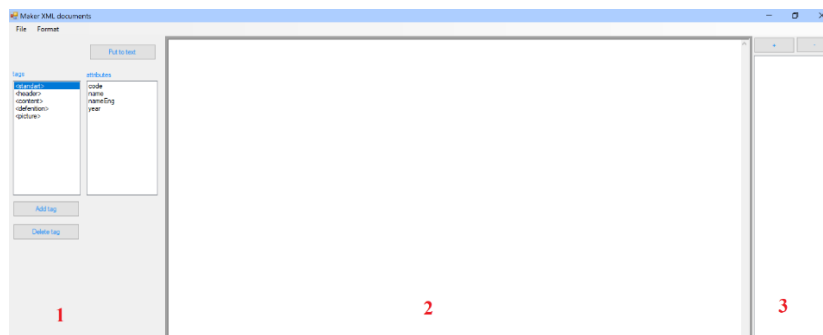 Maker XML documents
File Format
Put to text
tags attributes
<standart> code
<header> name
<content> nameEng
<defenition> year
<picture>
Add tag
Delete tag
+ -
1 2 3